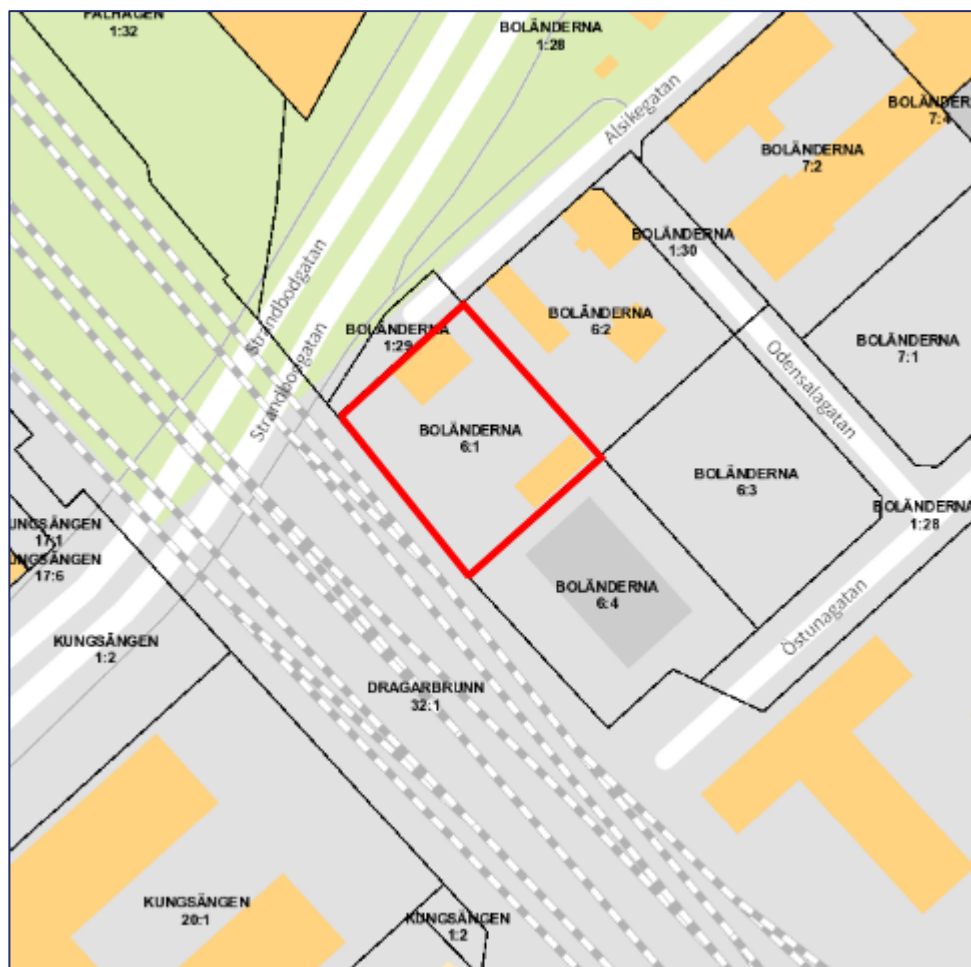 FÅLHAGEN
1:32
BOLÄNDERNA
1:28
Alsikegatan
BOLÄNDERNA
7:4
BOLÄNDERNA
7:2
BOLÄNDERNA
1:30
Strandbodgatan
Strandbodgatan
BOLÄNDERNA
1:29
BOLÄNDERNA
6:2
BOLÄNDERNA
7:1
Odensalagatan
BOLÄNDERNA
6:1
BOLÄNDERNA
6:3
BOLÄNDERNA
1:28
KUNGSÄNGEN
17:1
KUNGSÄNGEN
17:6
BOLÄNDERNA
6:4
Östunagatan
KUNGSÄNGEN
1:2
DRAGARBRUNN
32:1
KUNGSÄNGEN
20:1
KUNGSÄNGEN
1:2